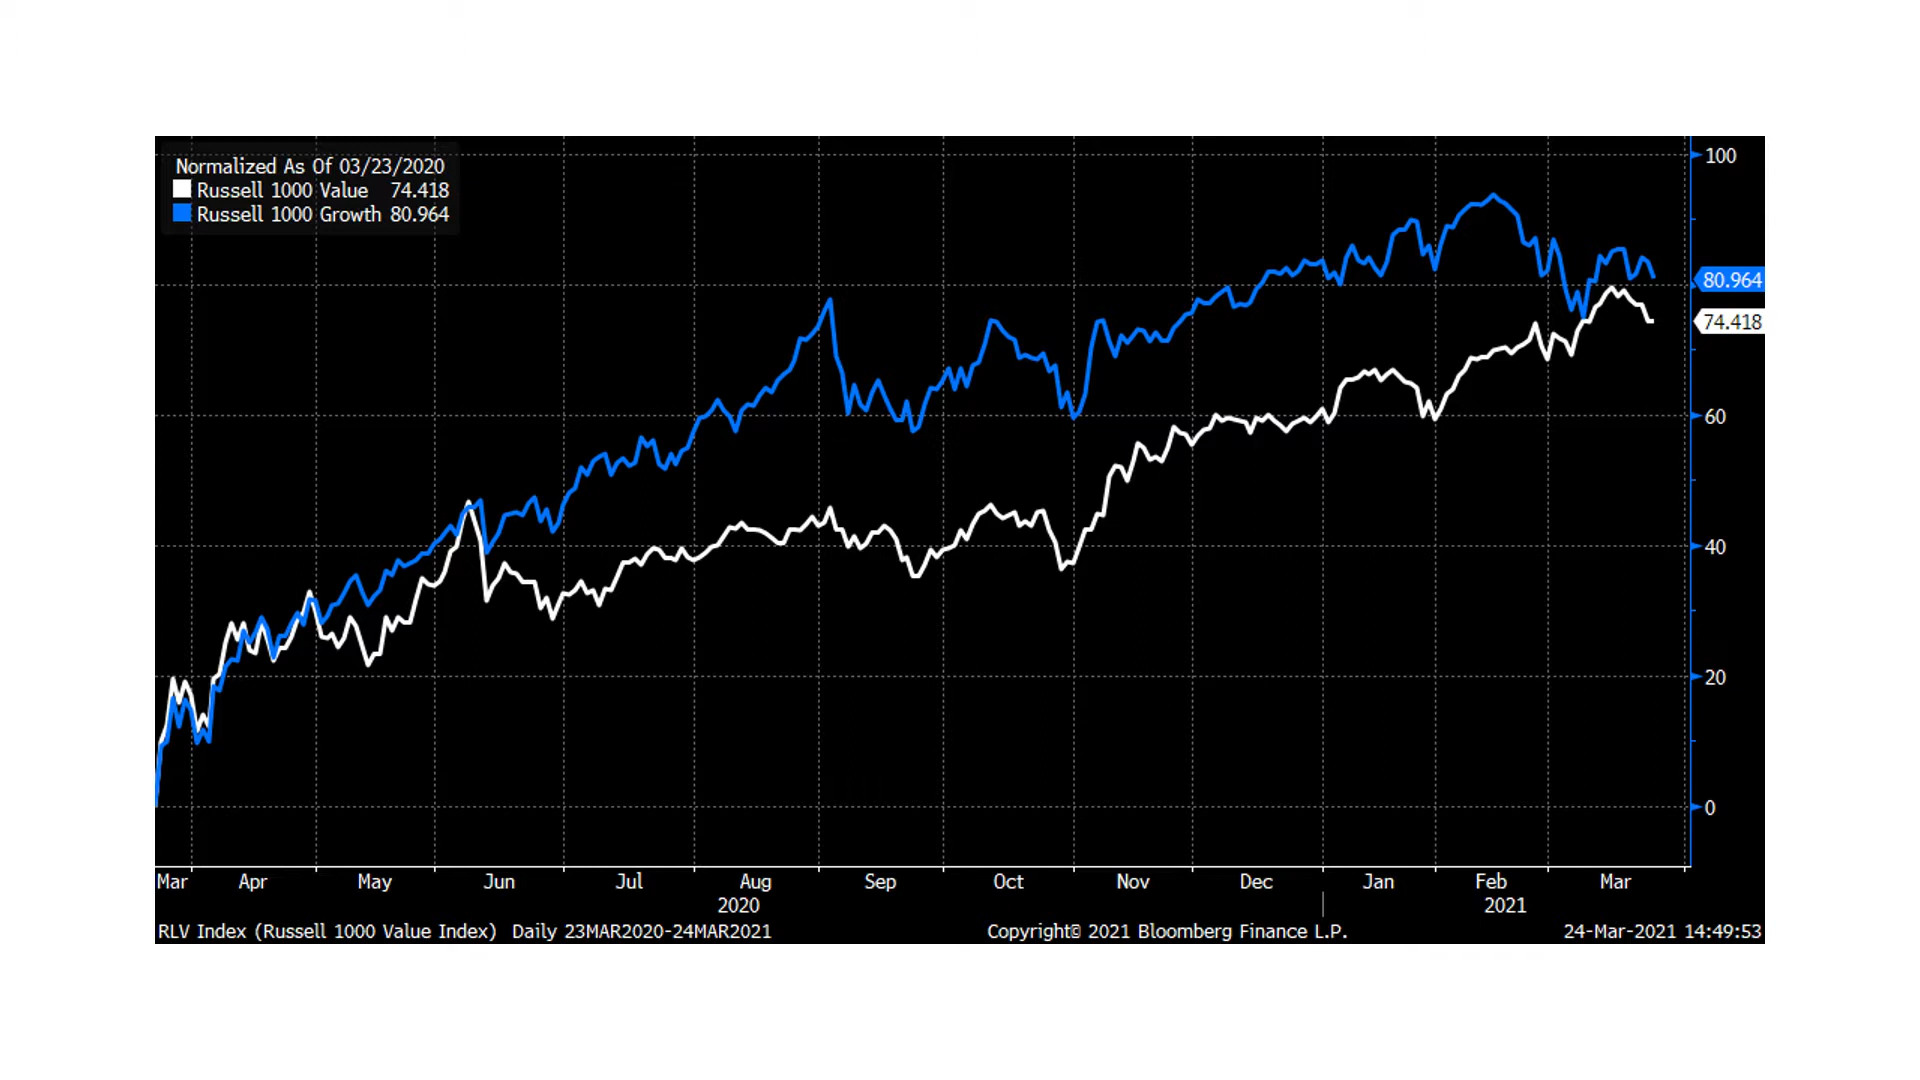 Normalized As Of 03/23/2020
Russell 1000 Value 74.418
Russell 1000 Growth 80.964
100
80.964
74.418
60
40
20
0
Mar Apr May Jun Jul Aug Sep Oct Nov Dec Jan Feb Mar
2020 2021
RLV Index (Russell 1000 Value Index) Daily 23MAR2020-24MAR2021 Copyright© 2021 Bloomberg Finance L.P. 24-Mar-2021 14:49:53